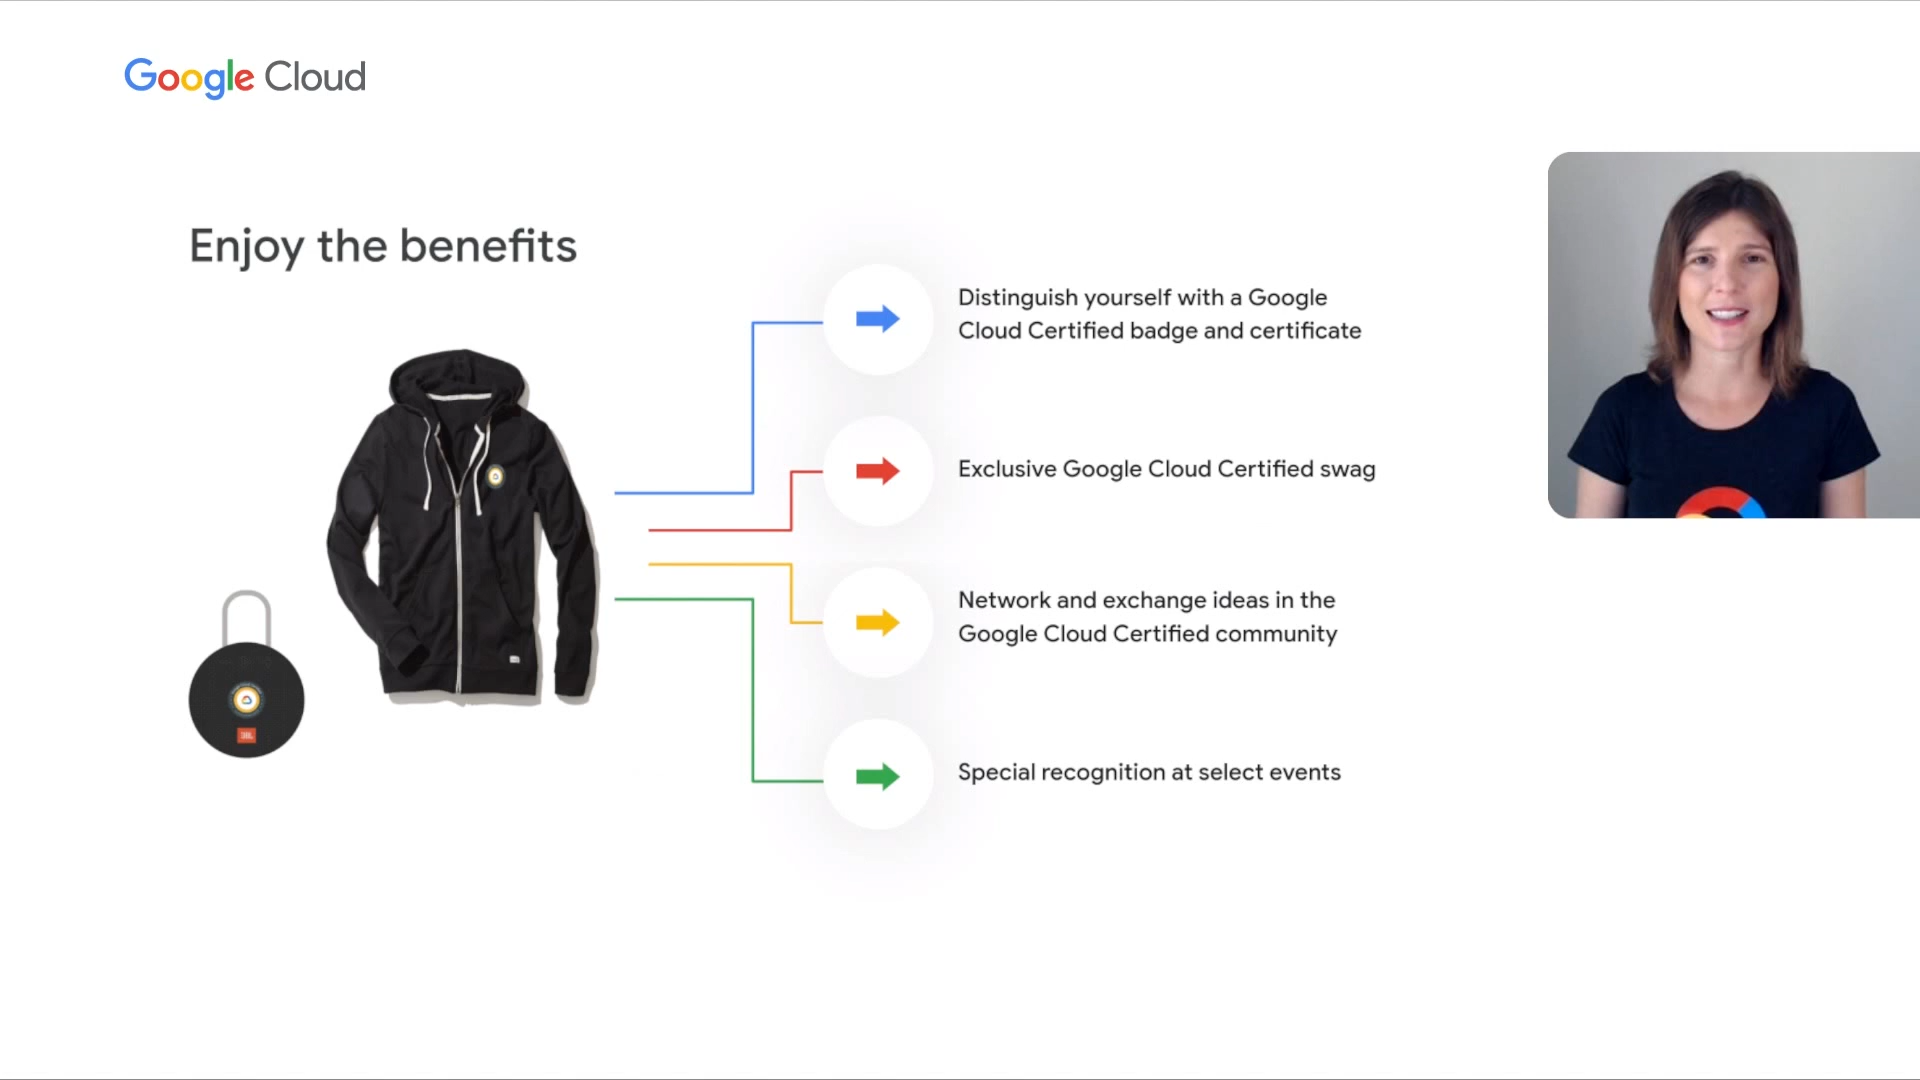 Google Cloud
Enjoy the benefits
Distinguish yourself with a Google
Cloud Certified badge and certificate
Exclusive Google Cloud Certified swag
Network and exchange ideas in the
Google Cloud Certified community
Special recognition at select events
JBL